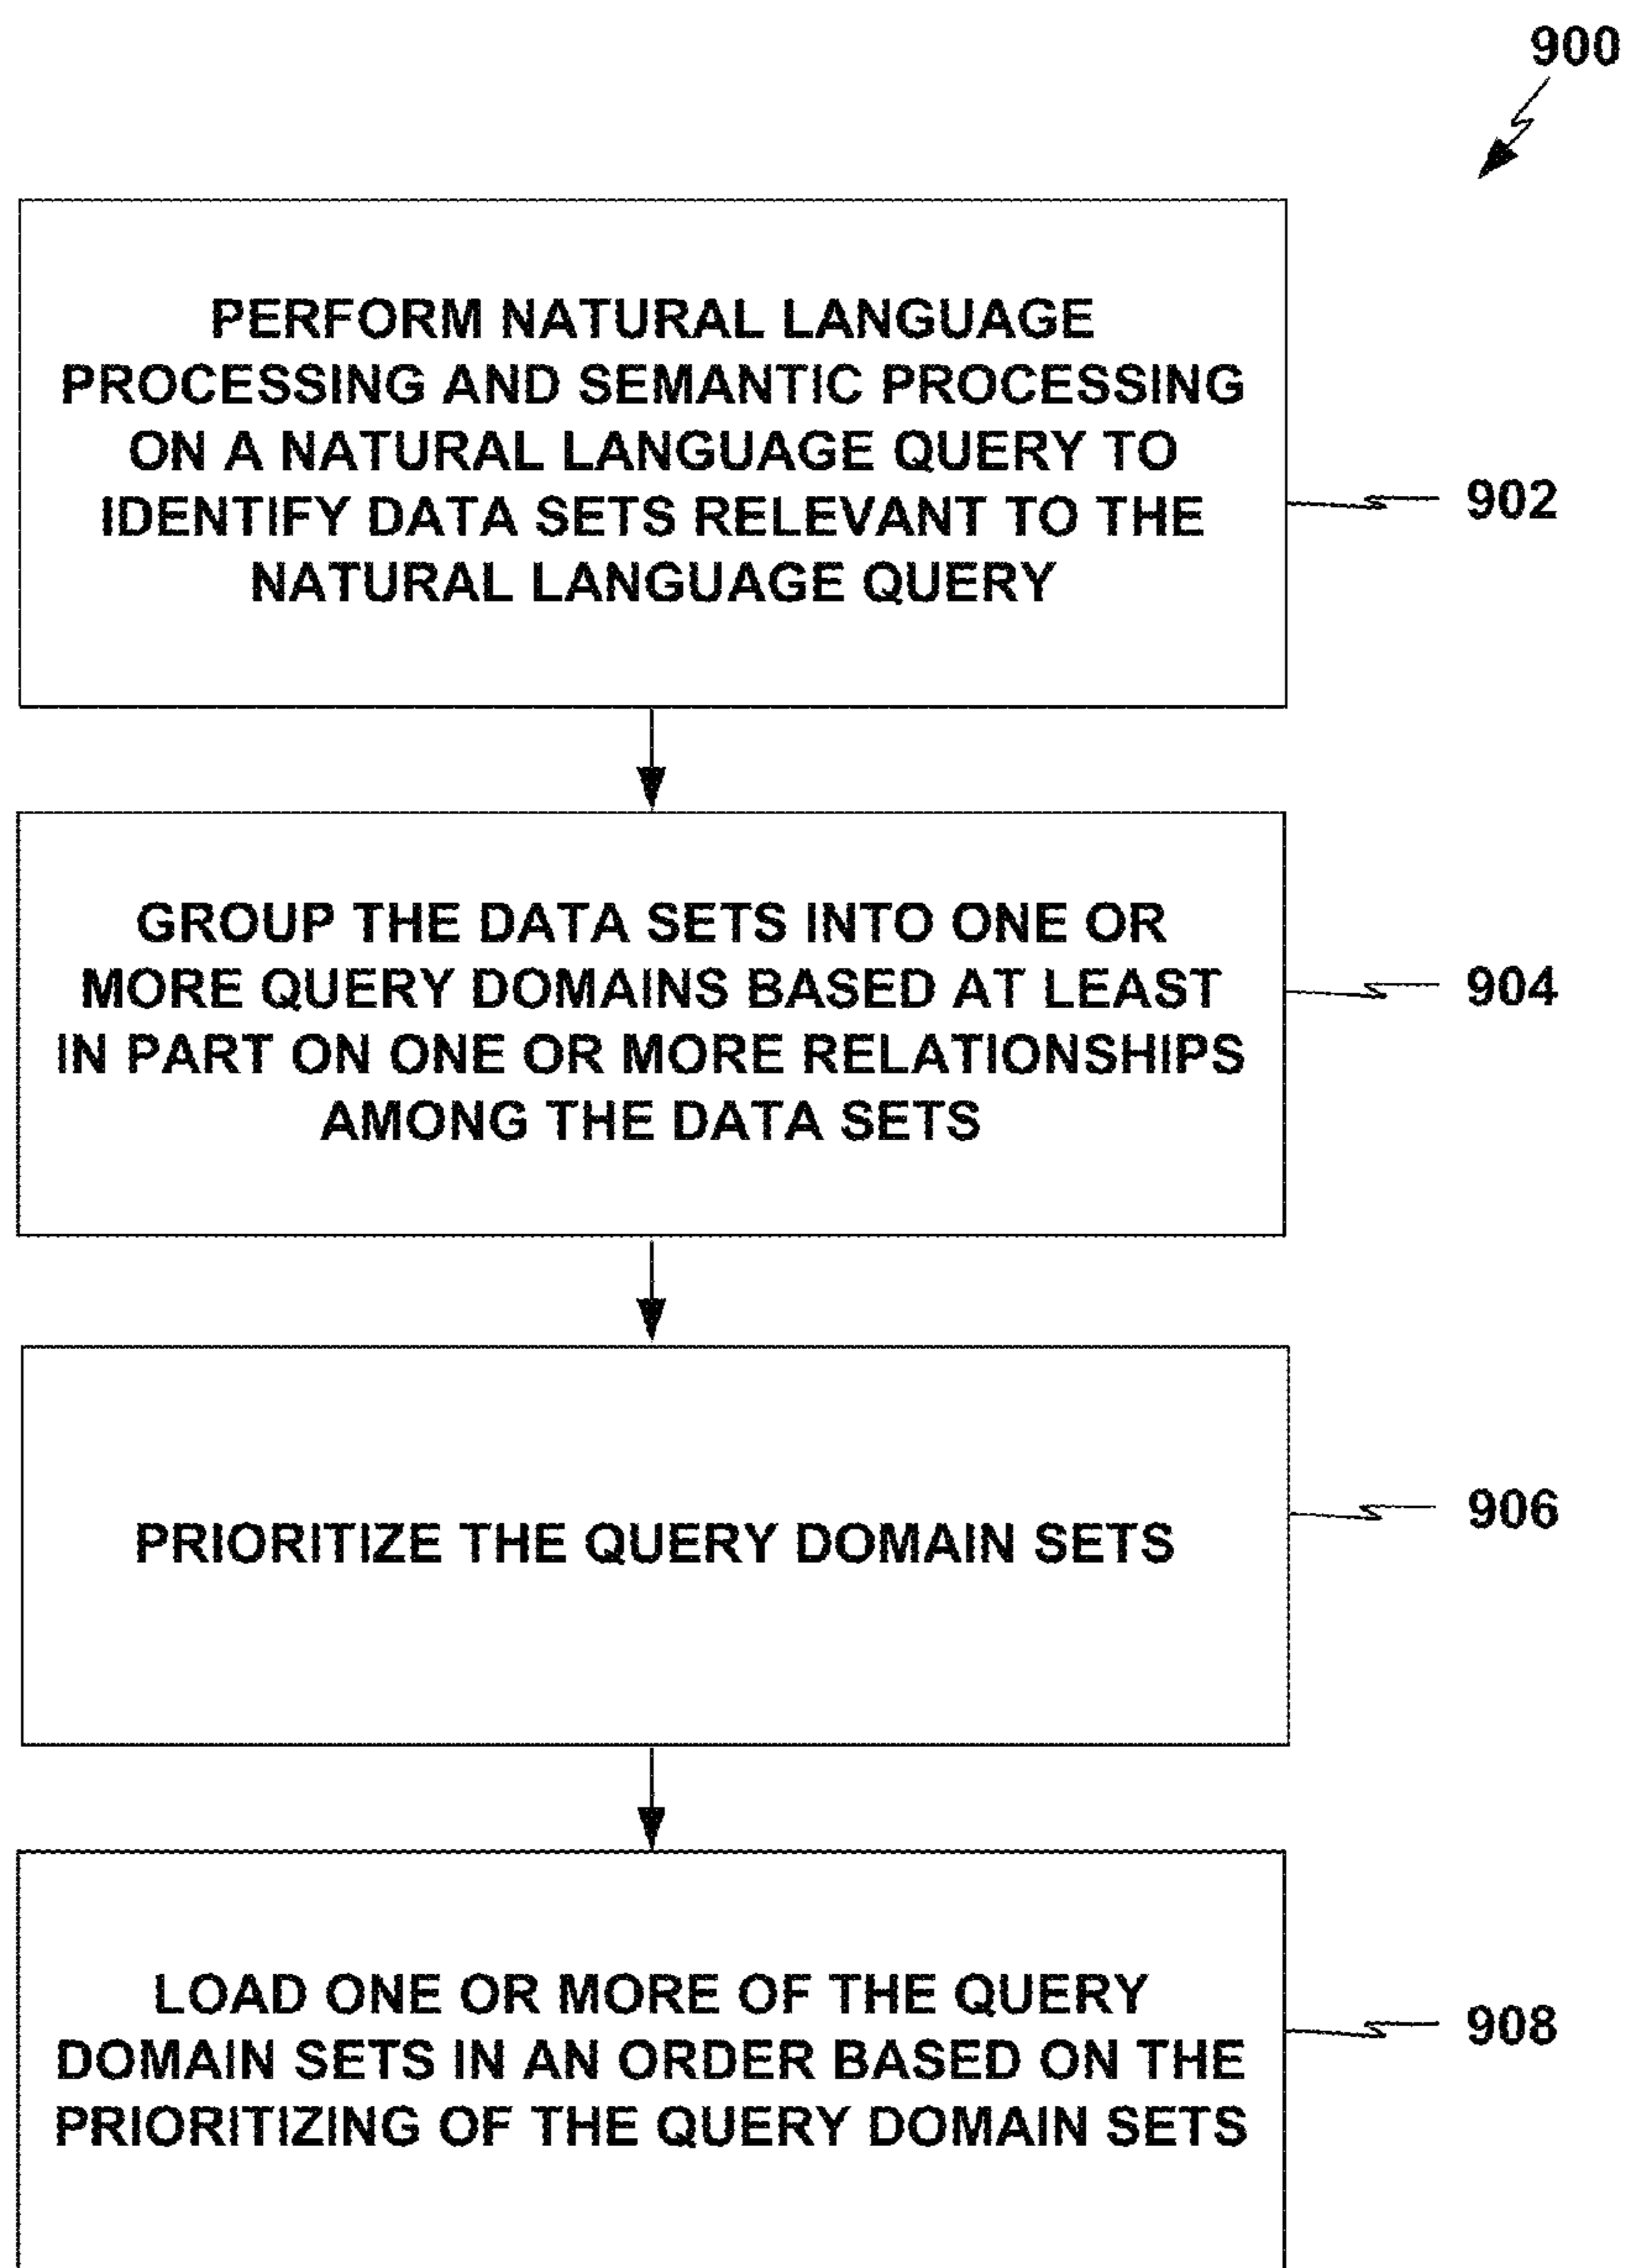 900
PERFORM NATURAL LANGUAGE
PROCESSING AND SEMANTIC PROCESSING
ON A NATURAL LANGUAGE QUERY TO
IDENTIFY DATA SETS RELEVANT TO THE
NATURAL LANGUAGE QUERY
902
GROUP THE DATA SETS INTO ONE OR
MORE QUERY DOMAINS BASED AT LEAST
IN PART ON ONE OR MORE RELATIONSHIPS
AMONG THE DATA SETS
904
PRIORITIZE THE QUERY DOMAIN SETS
906
LOAD ONE OR MORE OF THE QUERY
DOMAIN SETS IN AN ORDER BASED ON THE
PRIORITIZING OF THE QUERY DOMAIN SETS
908